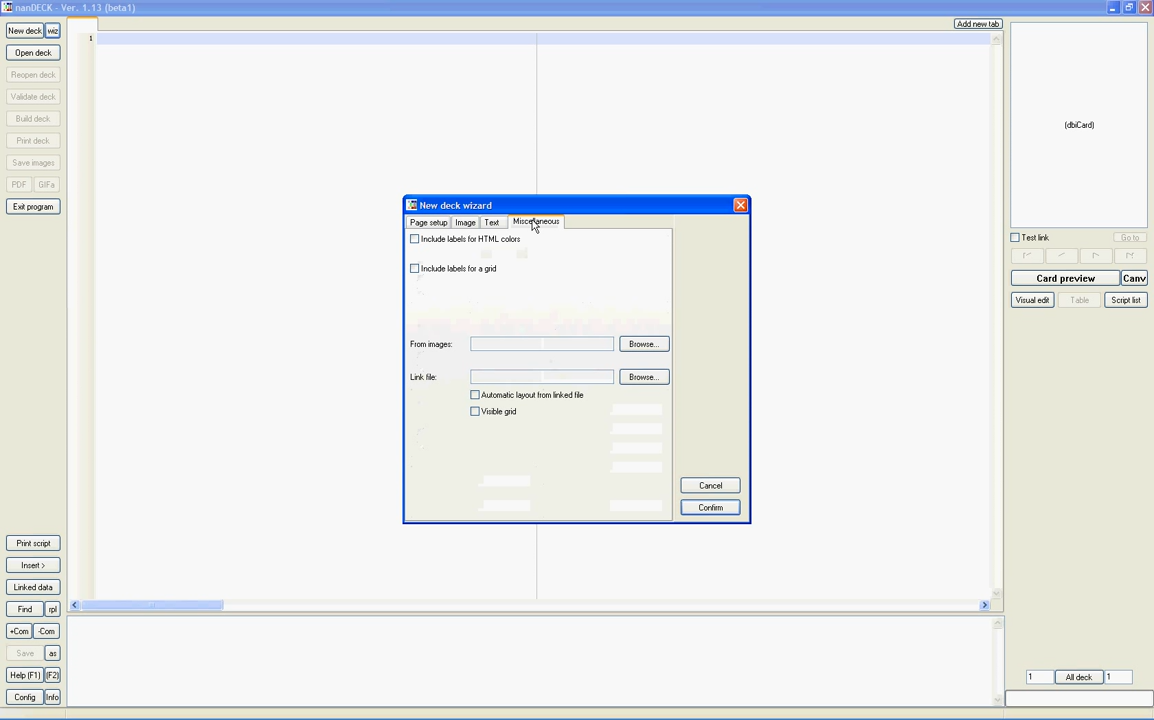 nanDECK - Ver. 1.13 (beta1)
New deck wiz
Add new tab
1
Open deck
Reopen deck
Validate deck
Build deck
Print deck
Save images
PDF GIFa
Exit program
(dbiCard)
New deck wizard
Page setup Image Text Miscellaneous
Include labels for HTML colors
Include labels for a grid
From images: Browse...
Link file: Browse...
Automatic layout from linked file
Visible grid
Cancel
Confirm
Test link Go to
Card preview Canv
Visual edit Table Script list
Print script
Insert >
Linked data
Find rpl
+Com -Com
Save as
Help (F1) (F2)
Config Info
1 All deck 1